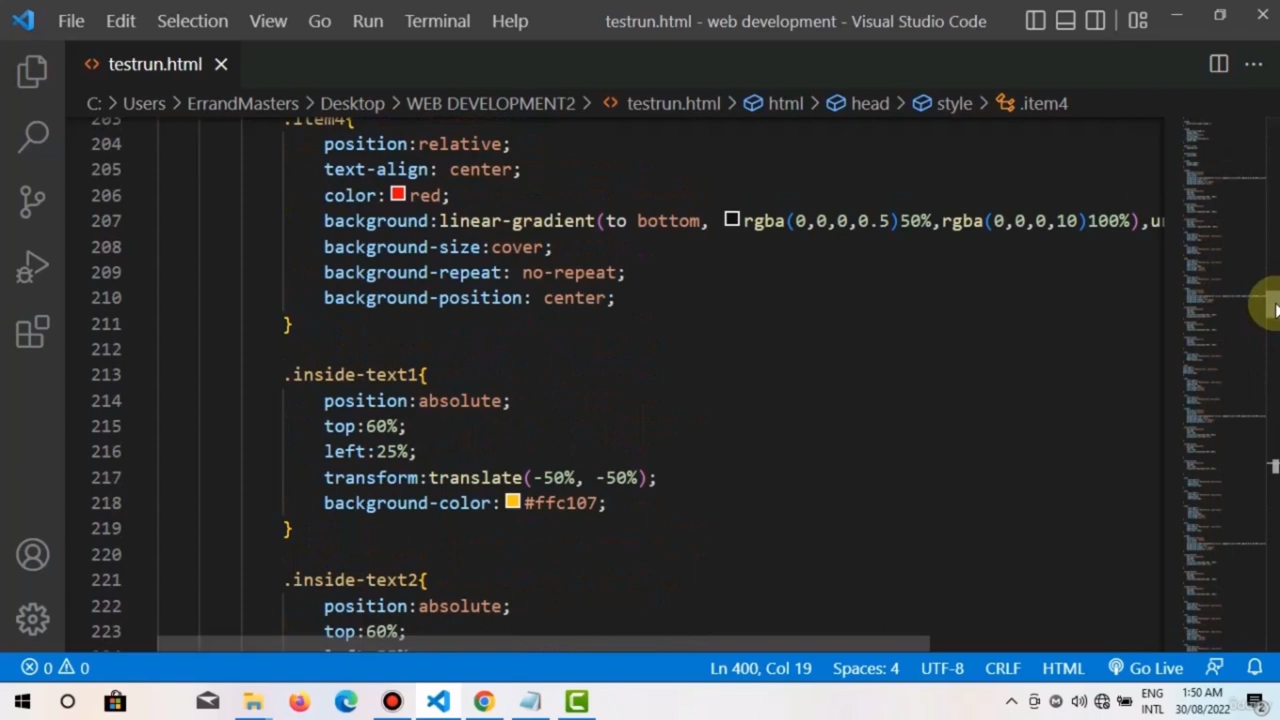 File Edit Selection View Go Run Terminal Help testrun.html - web development - Visual Studio Code
testrun.html
C: > Users > ErrandMasters > Desktop > WEB DEVELOPMENT2 > testrun.html > html > head > style > .item4
203 .item4{
204 position:relative;
205 text-align: center;
206 color: red;
207 background:linear-gradient(to bottom, rgba(0,0,0,0.5)50%,rgba(0,0,0,10)100%),u
208 background-size:cover;
209 background-repeat: no-repeat;
210 background-position: center;
211 }
212
213 .inside-text1{
214 position:absolute;
215 top:60%;
216 left:25%;
217 transform:translate(-50%, -50%);
218 background-color: #ffc107;
219 }
220
221 .inside-text2{
222 position:absolute;
223 top:60%;
0 0 Ln 400, Col 19 Spaces: 4 UTF-8 CRLF HTML Go Live
ENG 1:50 AM
INTL 30/08/2022 2